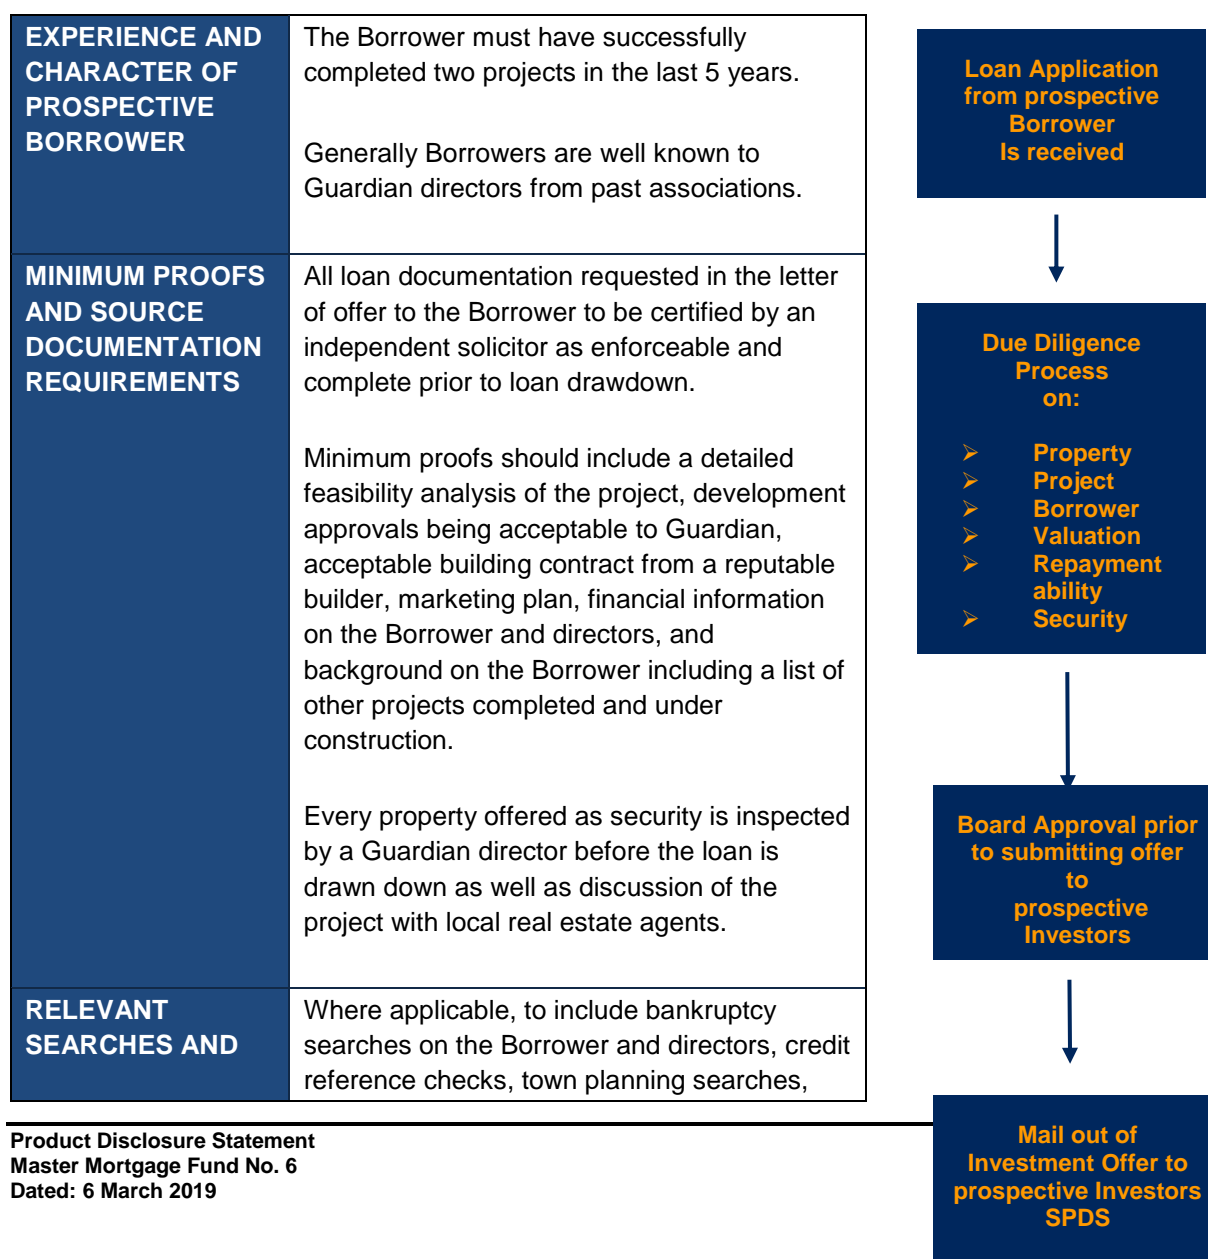 EXPERIENCE AND
CHARACTER OF
PROSPECTIVE
BORROWER
The Borrower must have successfully
completed two projects in the last 5 years.
Generally Borrowers are well known to
Guardian directors from past associations.
MINIMUM PROOFS
AND SOURCE
DOCUMENTATION
REQUIREMENTS
All loan documentation requested in the letter
of offer to the Borrower to be certified by an
independent solicitor as enforceable and
complete prior to loan drawdown.
Minimum proofs should include a detailed
feasibility analysis of the project, development
approvals being acceptable to Guardian,
acceptable building contract from a reputable
builder, marketing plan, financial information
on the Borrower and directors, and
background on the Borrower including a list of
other projects completed and under
construction.
Every property offered as security is inspected
by a Guardian director before the loan is
drawn down as well as discussion of the
project with local real estate agents.
RELEVANT
SEARCHES AND
Where applicable, to include bankruptcy
searches on the Borrower and directors, credit
reference checks, town planning searches,
Loan Application
from prospective
Borrower
Is received
Due Diligence
Process
on:
➢ Property
➢ Project
➢ Borrower
➢ Valuation
➢ Repayment
ability
➢ Security
Board Approval prior
to submitting offer
to
prospective
Investors
Mail out of
Investment Offer to
prospective Investors
SPDS
Product Disclosure Statement
Master Mortgage Fund No. 6
Dated: 6 March 2019